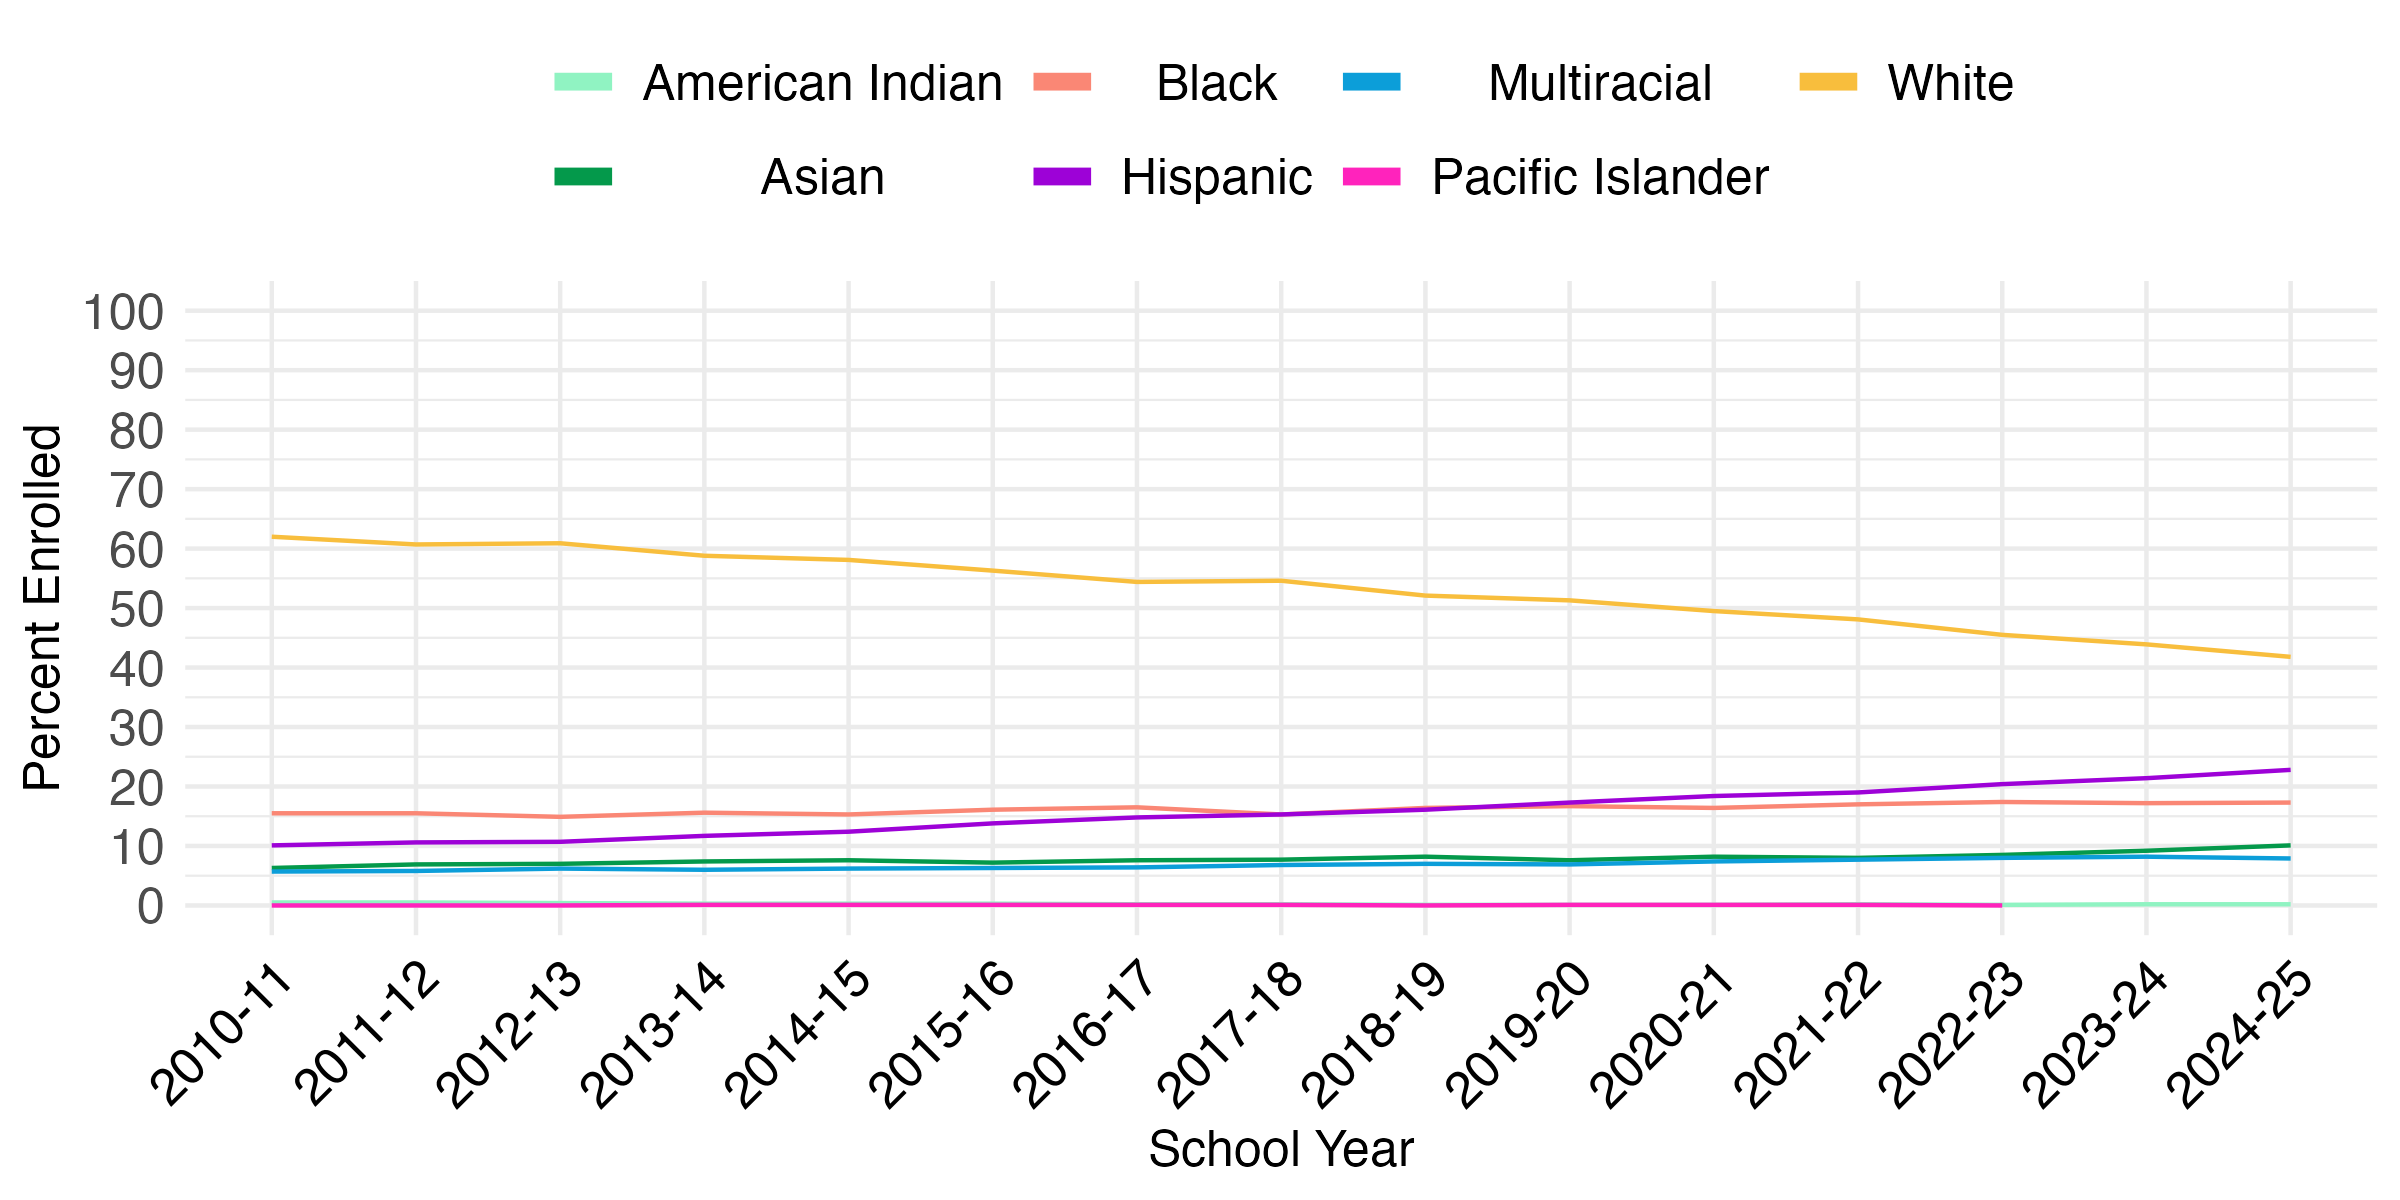 American Indian Black Multiracial White
Asian Hispanic Pacific Islander
100
90
80
70
60
50
40
30
20
10
0
Percent Enrolled
2010-11 2011-12 2012-13 2013-14 2014-15 2015-16 2016-17 2017-18 2018-19 2019-20 2020-21 2021-22 2022-23 2023-24 2024-25
School Year